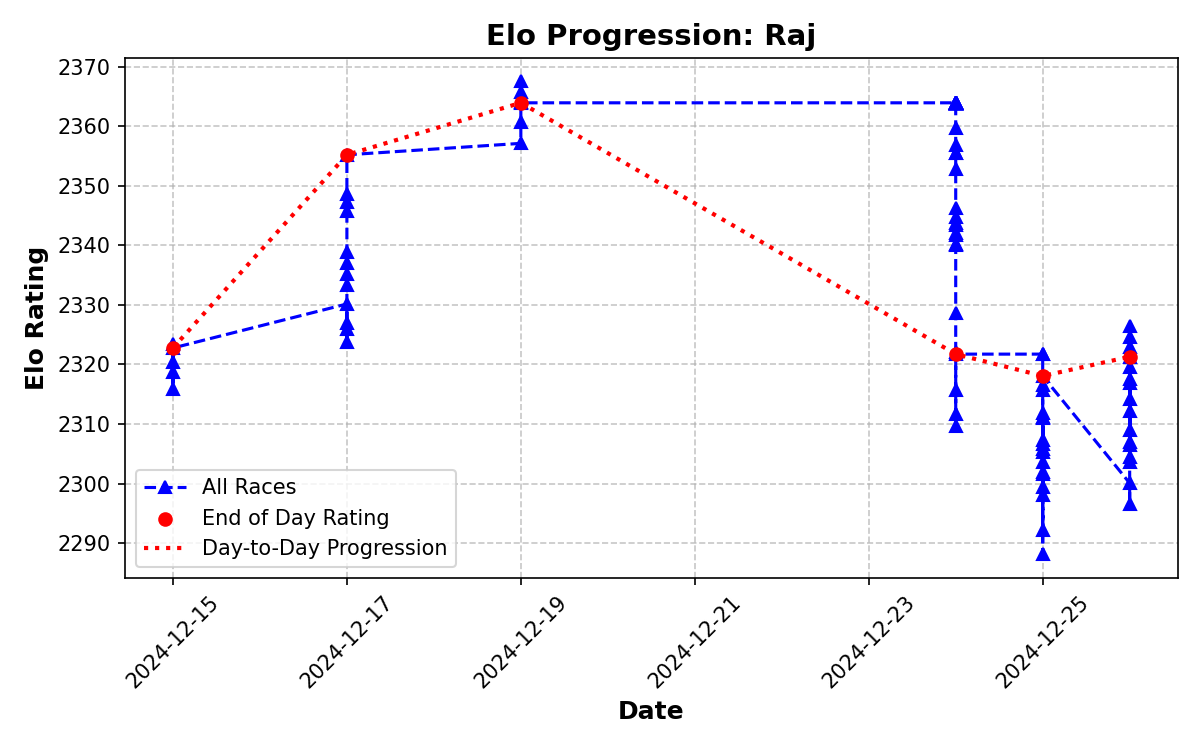 Elo Progression: Raj
Elo Rating
2370
2360
2350
2340
2330
2320
2310
2300
2290
All Races
End of Day Rating
Day-to-Day Progression
2024-12-15
2024-12-17
2024-12-19
2024-12-21
2024-12-23
2024-12-25
Date